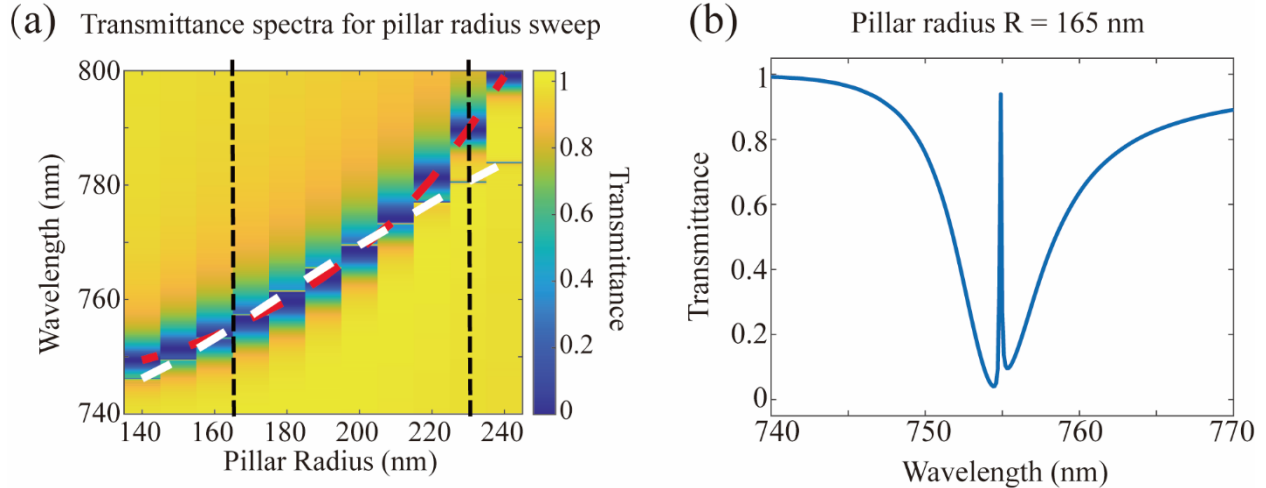 (a) Transmittance spectra for pillar radius sweep
800
780
760
740
Wavelength (nm)
140 160 180 200 220 240
Pillar Radius (nm)
1
0.8
0.6
0.4
0.2
0
Transmittance
(b) Pillar radius R = 165 nm
1
0.8
0.6
0.4
0.2
0
Transmittance
740 750 760 770
Wavelength (nm)